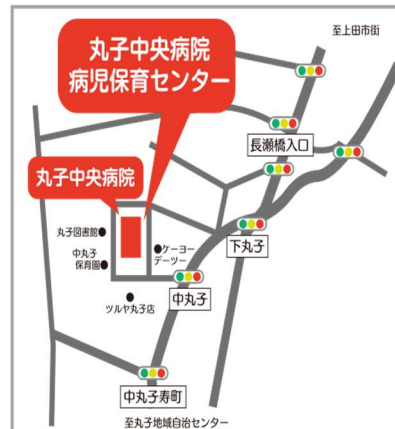 至上田市街
丸子中央病院
病児保育センター
長瀬橋入口
丸子中央病院
丸子図書館
ケーヨー
デーツー
下丸子
中丸子
保育園
中丸子
ツルヤ丸子店
中丸子寿町
至丸子地域自治センター